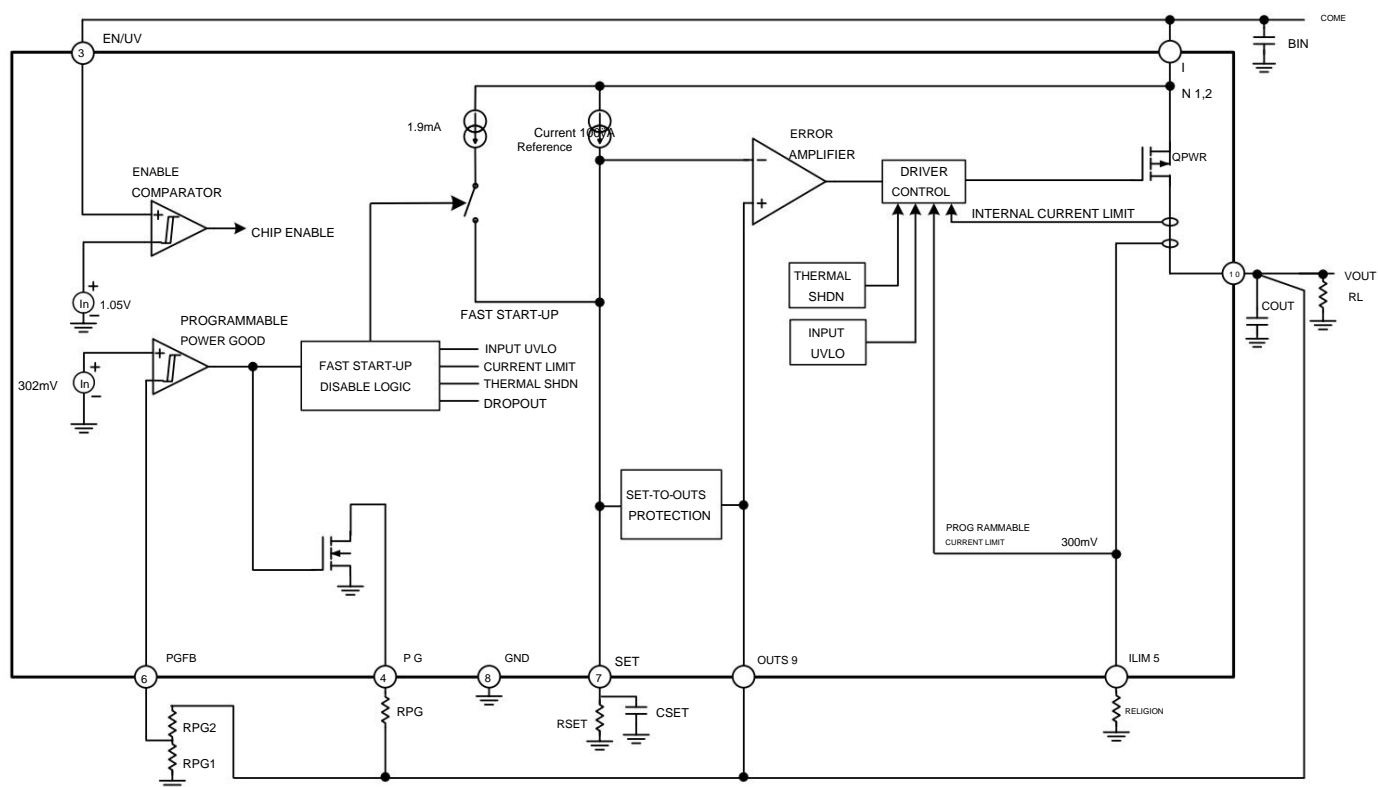 COME
EN/UV
3
BIN
I
N 1,2
1.9mA
Current 100µA
Reference
ERROR
AMPLIFIER
QPWR
DRIVER
CONTROL
ENABLE
COMPARATOR
+
−
+
INTERNAL CURRENT LIMIT
CHIP ENABLE
THERMAL
SHDN
10
VOUT
RL
COUT
+
In
1.05V
−
FAST START-UP
PROGRAMMABLE
POWER GOOD
INPUT
UVLO
+
+
302mV
In
−
FAST START-UP
DISABLE LOGIC
INPUT UVLO
CURRENT LIMIT
THERMAL SHDN
DROPOUT
SET-TO-OUTS
PROTECTION
PROG RAMMABLE
CURRENT LIMIT
300mV
PGFB
6
P G
4
GND
8
SET
7
OUTS 9
ILIM 5
RPG2
RPG1
RPG
RSET
CSET
RELIGION